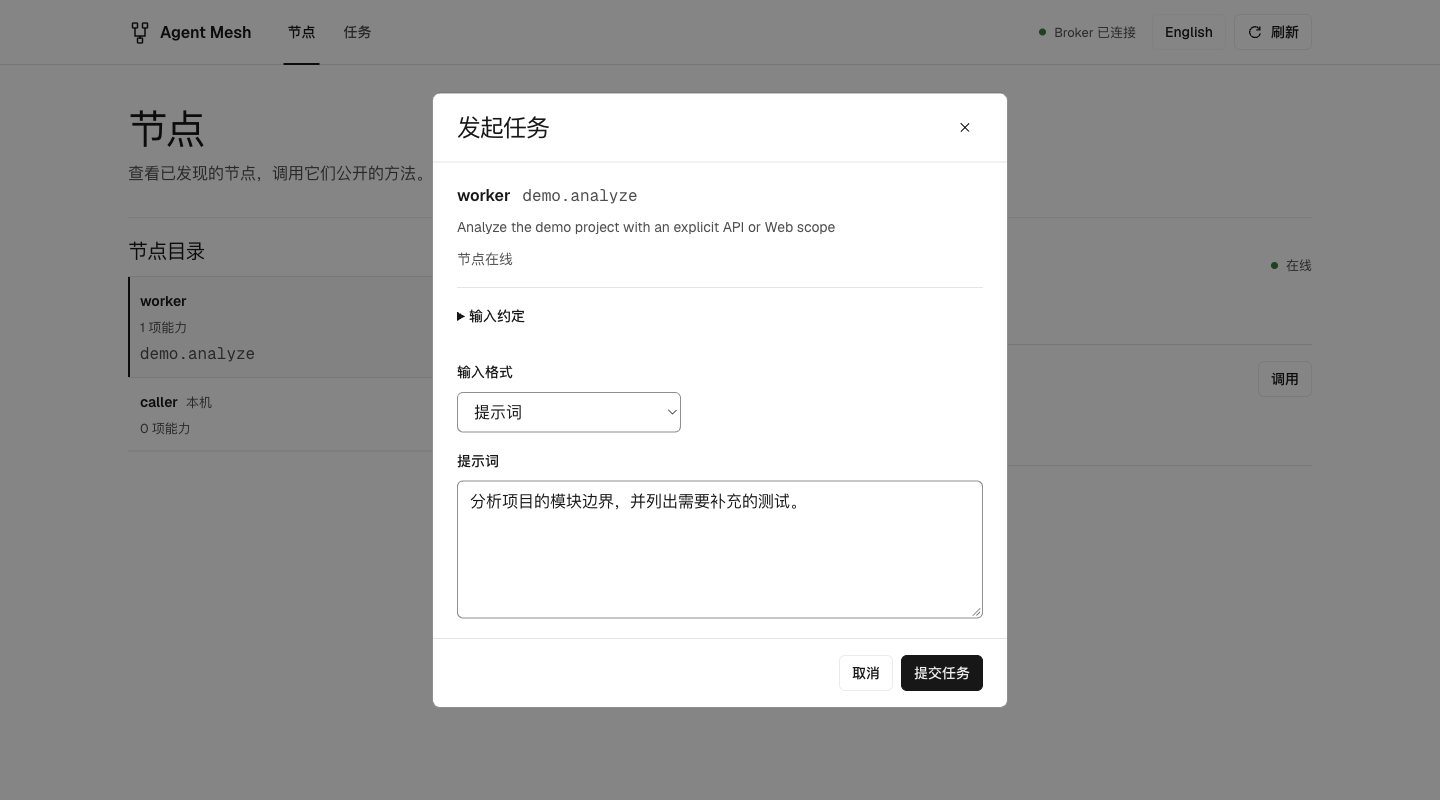 Agent Mesh
节点
任务
Broker 已连接
English
刷新
节点
查看已发现的节点，调用它们公开的方法。
节点目录
worker
1 项能力
demo.analyze
caller 本机
0 项能力
在线
调用
发起任务
worker demo.analyze
Analyze the demo project with an explicit API or Web scope
节点在线
输入约定
输入格式
提示词
提示词
分析项目的模块边界，并列出需要补充的测试。
取消
提交任务